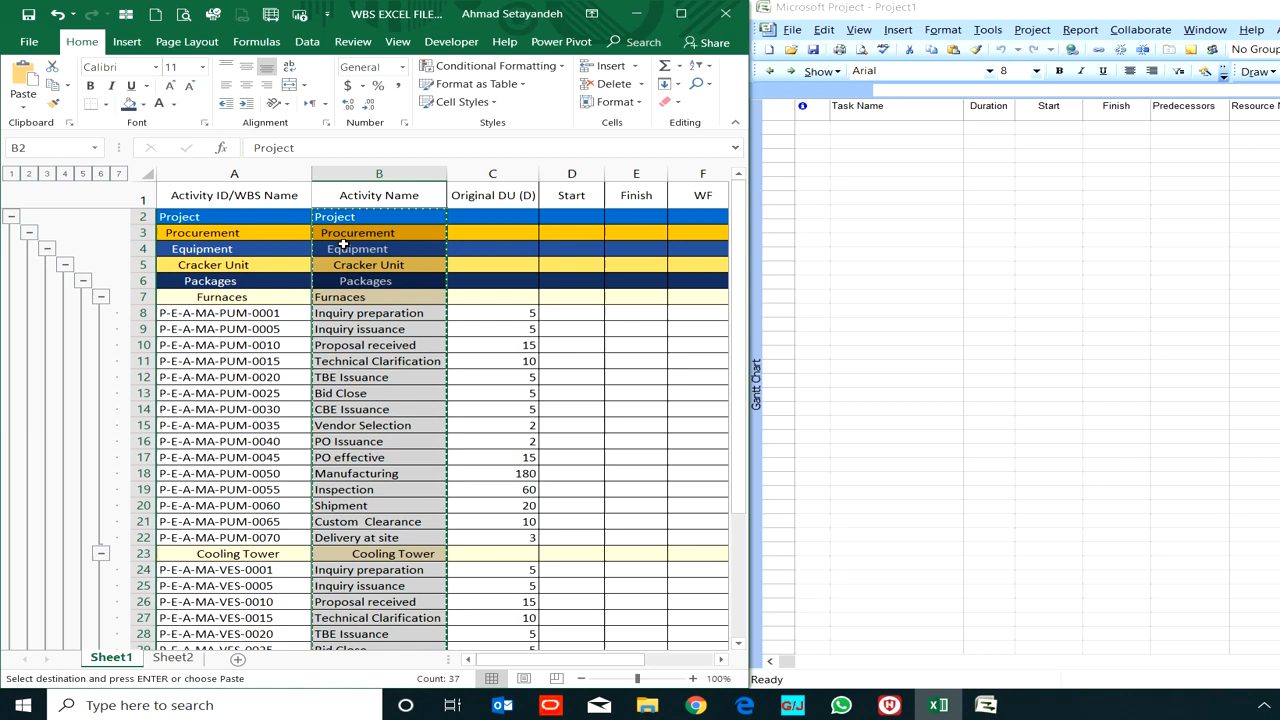 WBS EXCEL FILE... Ahmad Setayandeh
Microsoft Project - Project1
File Home Insert Page Layout Formulas Data Review View Developer Help Power Pivot Search Share
File Edit View Insert Format Tools Project Report Collaborate Window Help
Show Arial 8 B I U Draw
No Group
Paste
Calibri 11
B I U
General
$ % ,
Conditional Formatting
Format as Table
Cell Styles
Insert
Delete
Format
Clipboard Font Alignment Number Styles Cells Editing
B2 fx Project
1 2 3 4 5 6 7
A B C D E F
1 Activity ID/WBS Name Activity Name Original DU (D) Start Finish WF
2 Project Project
3 Procurement Procurement
4 Equipment Equipment
5 Cracker Unit Cracker Unit
6 Packages Packages
7 Furnaces Furnaces
8 P-E-A-MA-PUM-0001 Inquiry preparation 5
9 P-E-A-MA-PUM-0005 Inquiry issuance 5
10 P-E-A-MA-PUM-0010 Proposal received 15
11 P-E-A-MA-PUM-0015 Technical Clarification 10
12 P-E-A-MA-PUM-0020 TBE Issuance 5
13 P-E-A-MA-PUM-0025 Bid Close 5
14 P-E-A-MA-PUM-0030 CBE Issuance 5
15 P-E-A-MA-PUM-0035 Vendor Selection 2
16 P-E-A-MA-PUM-0040 PO Issuance 2
17 P-E-A-MA-PUM-0045 PO effective 15
18 P-E-A-MA-PUM-0050 Manufacturing 180
19 P-E-A-MA-PUM-0055 Inspection 60
20 P-E-A-MA-PUM-0060 Shipment 20
21 P-E-A-MA-PUM-0065 Custom Clearance 10
22 P-E-A-MA-PUM-0070 Delivery at site 3
23 Cooling Tower Cooling Tower
24 P-E-A-MA-VES-0001 Inquiry preparation 5
25 P-E-A-MA-VES-0005 Inquiry issuance 5
26 P-E-A-MA-VES-0010 Proposal received 15
27 P-E-A-MA-VES-0015 Technical Clarification 10
28 P-E-A-MA-VES-0020 TBE Issuance 5
Task Name Duration Start Finish Predecessors Resource
Gantt Chart
Sheet1 Sheet2
Select destination and press ENTER or choose Paste Count: 37 100%
Ready
Type here to search
G/J